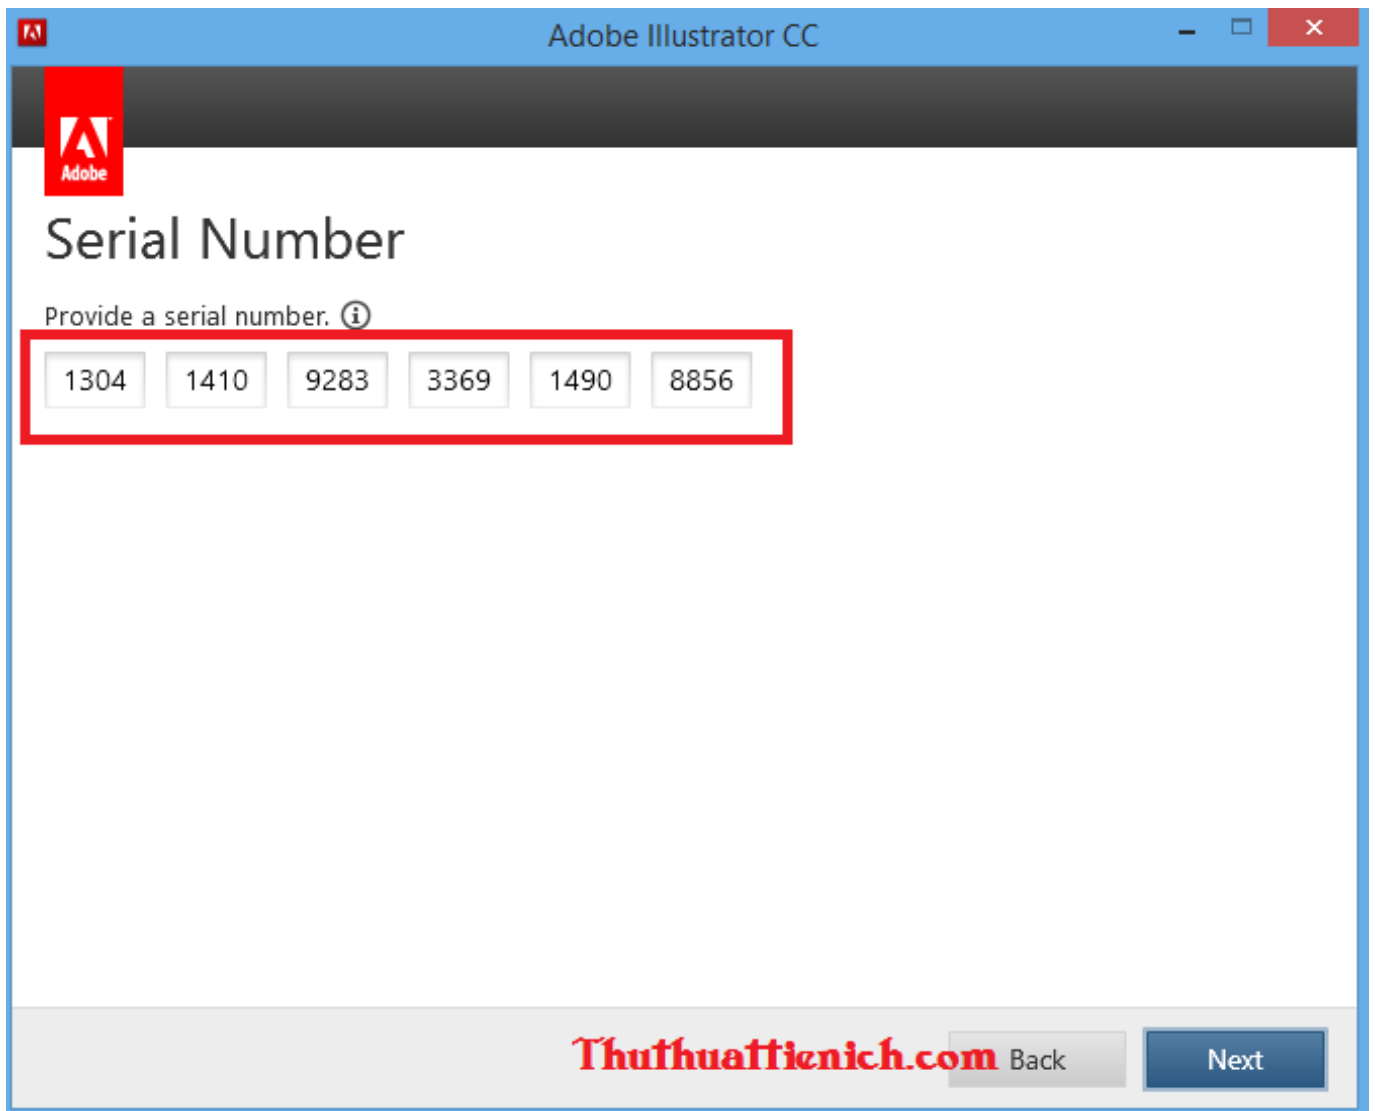 Adobe Illustrator CC
Adobe
Serial Number
Provide a serial number.
1304 1410 9283 3369 1490 8856
Thuthuattienich.com Back Next